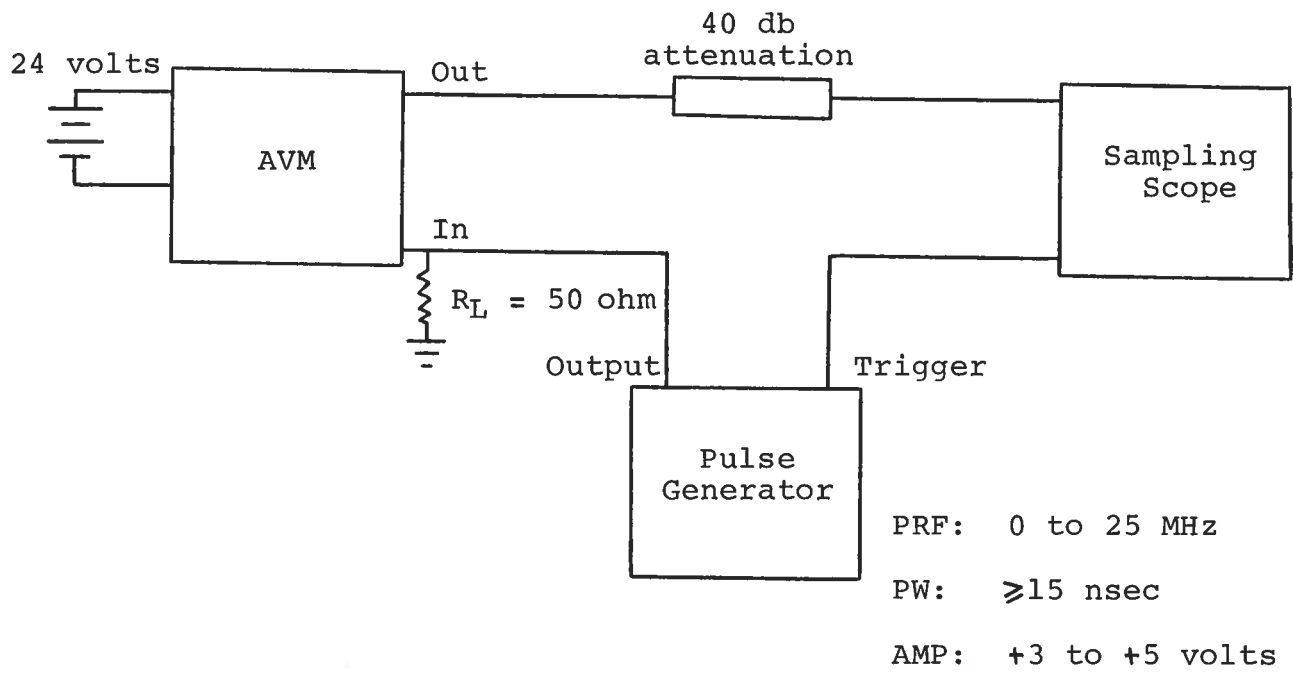 40 db
attenuation
24 volts
Out
AVM
Sampling
Scope
In
R_L = 50 ohm
Output
Trigger
Pulse
Generator
PRF: 0 to 25 MHz
PW: ⩾15 nsec
AMP: +3 to +5 volts